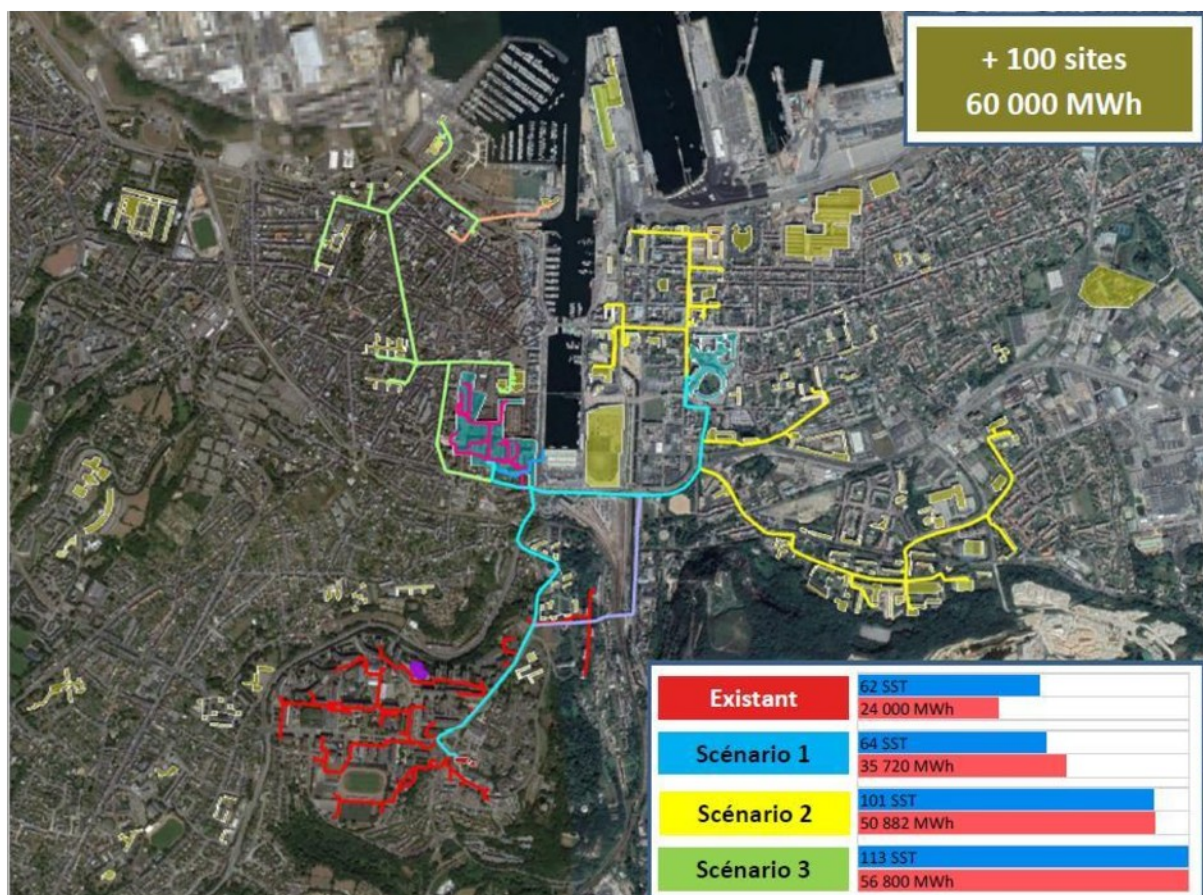 + 100 sites
60 000 MWh
Existant
62 SST
24 000 MWh
Scénario 1
64 SST
35 720 MWh
Scénario 2
101 SST
50 882 MWh
Scénario 3
113 SST
56 800 MWh